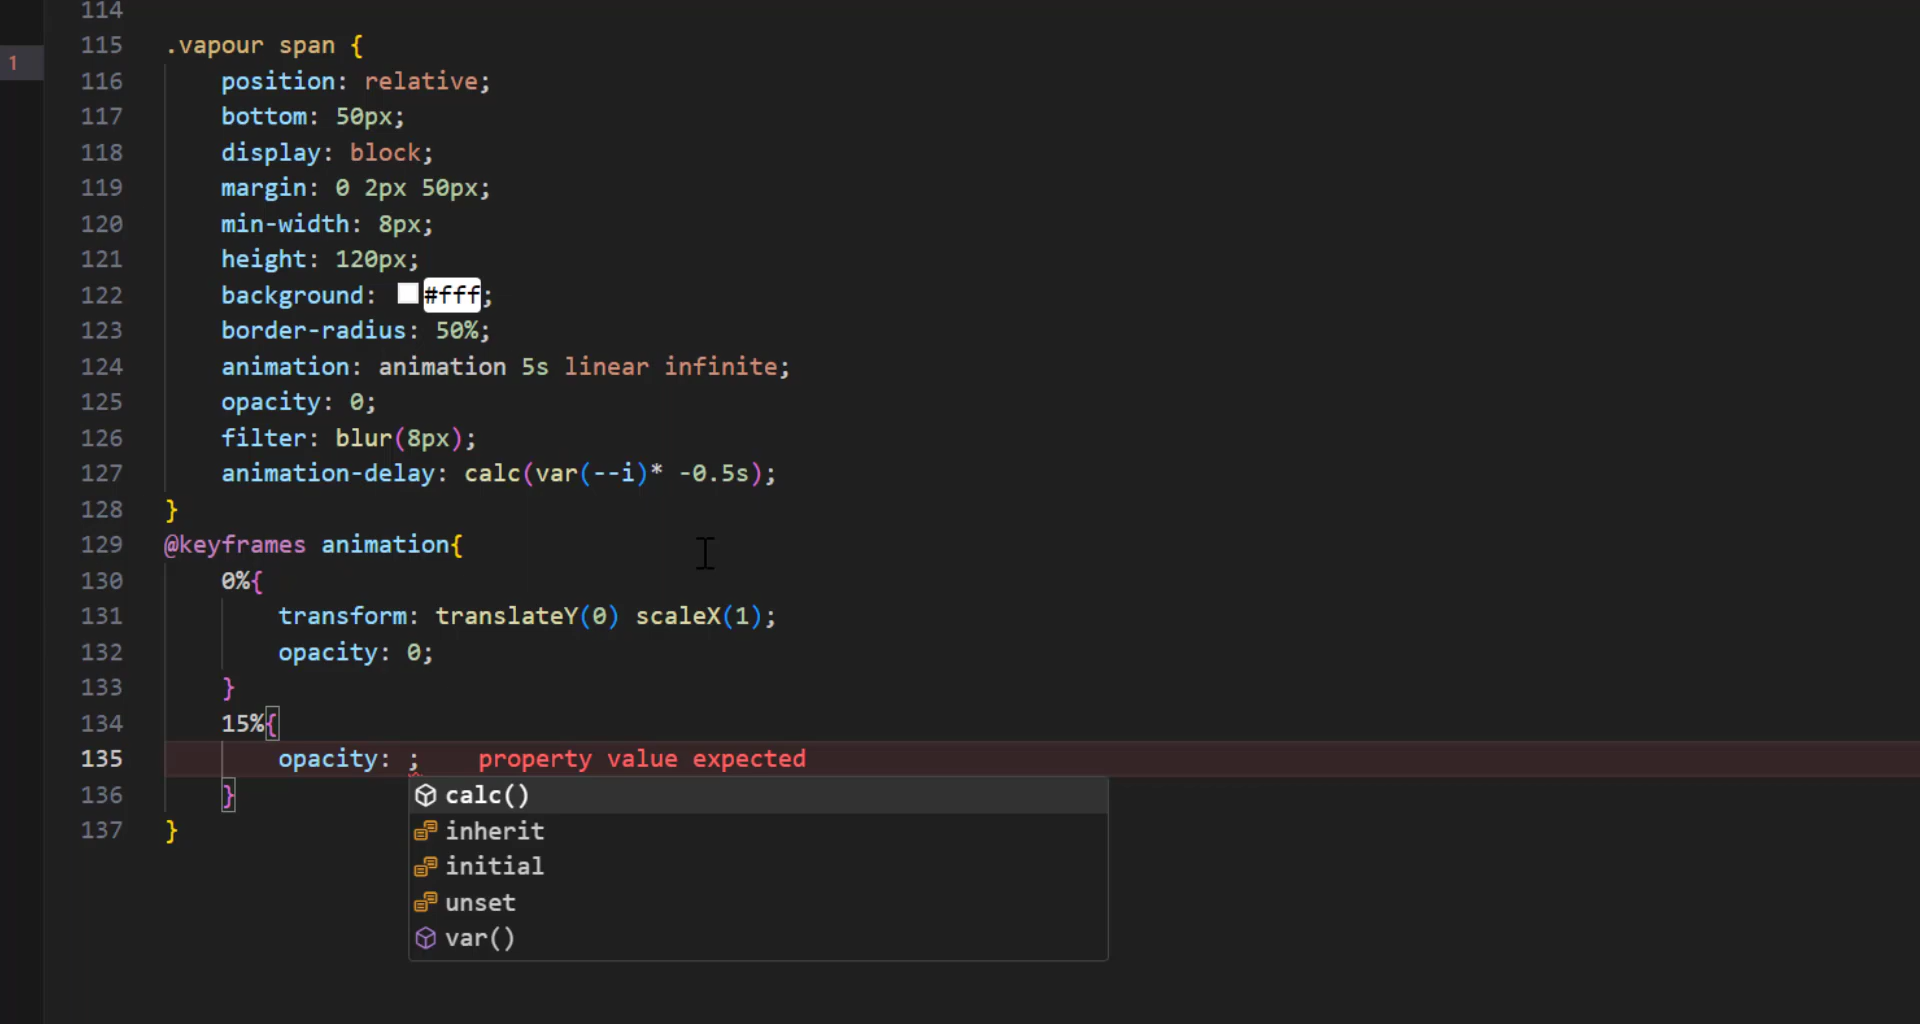 114
115 .vapour span {
1
116 position: relative;
117 bottom: 50px;
118 display: block;
119 margin: 0 2px 50px;
120 min-width: 8px;
121 height: 120px;
122 background: #fff;
123 border-radius: 50%;
124 animation: animation 5s linear infinite;
125 opacity: 0;
126 filter: blur(8px);
127 animation-delay: calc(var(--i)* -0.5s);
128 }
129 @keyframes animation{
130 0%{
131 transform: translateY(0) scaleX(1);
132 opacity: 0;
133 }
134 15%{
135 opacity: ; property value expected
136 } calc()
137 } inherit
initial
unset
var()